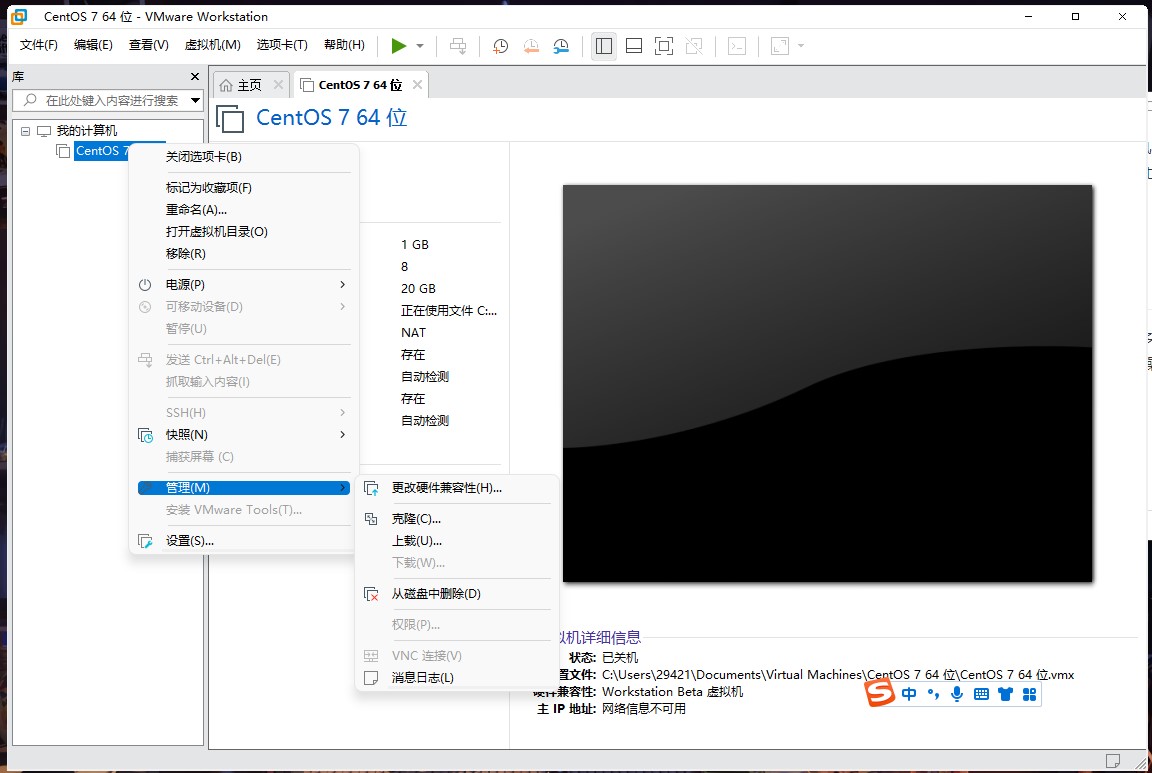 CentOS 7 64 位 - VMware Workstation
文件(F) 编辑(E) 查看(V) 虚拟机(M) 选项卡(T) 帮助(H)
库
在此处键入内容进行搜索
我的计算机
CentOS 7
主页
CentOS 7 64 位
CentOS 7 64 位
关闭选项卡(B)
标记为收藏项(F)
重命名(A)...
打开虚拟机目录(O)
移除(R)
电源(P)
可移动设备(D)
暂停(U)
发送 Ctrl+Alt+Del(E)
抓取输入内容(I)
SSH(H)
快照(N)
捕获屏幕 (C)
管理(M)
安装 VMware Tools(T)...
设置(S)...
1 GB
8
20 GB
正在使用文件 C:...
NAT
存在
自动检测
存在
自动检测
更改硬件兼容性(H)...
克隆(C)...
上载(U)...
下载(W)...
从磁盘中删除(D)
权限(P)...
VNC 连接(V)
消息日志(L)
拟机详细信息
状态: 已关机
置文件: C:\Users\29421\Documents\Virtual Machines\CentOS 7 64 位\CentOS 7 64 位.vmx
硬件兼容性: Workstation Beta 虚拟机
主 IP 地址: 网络信息不可用
中